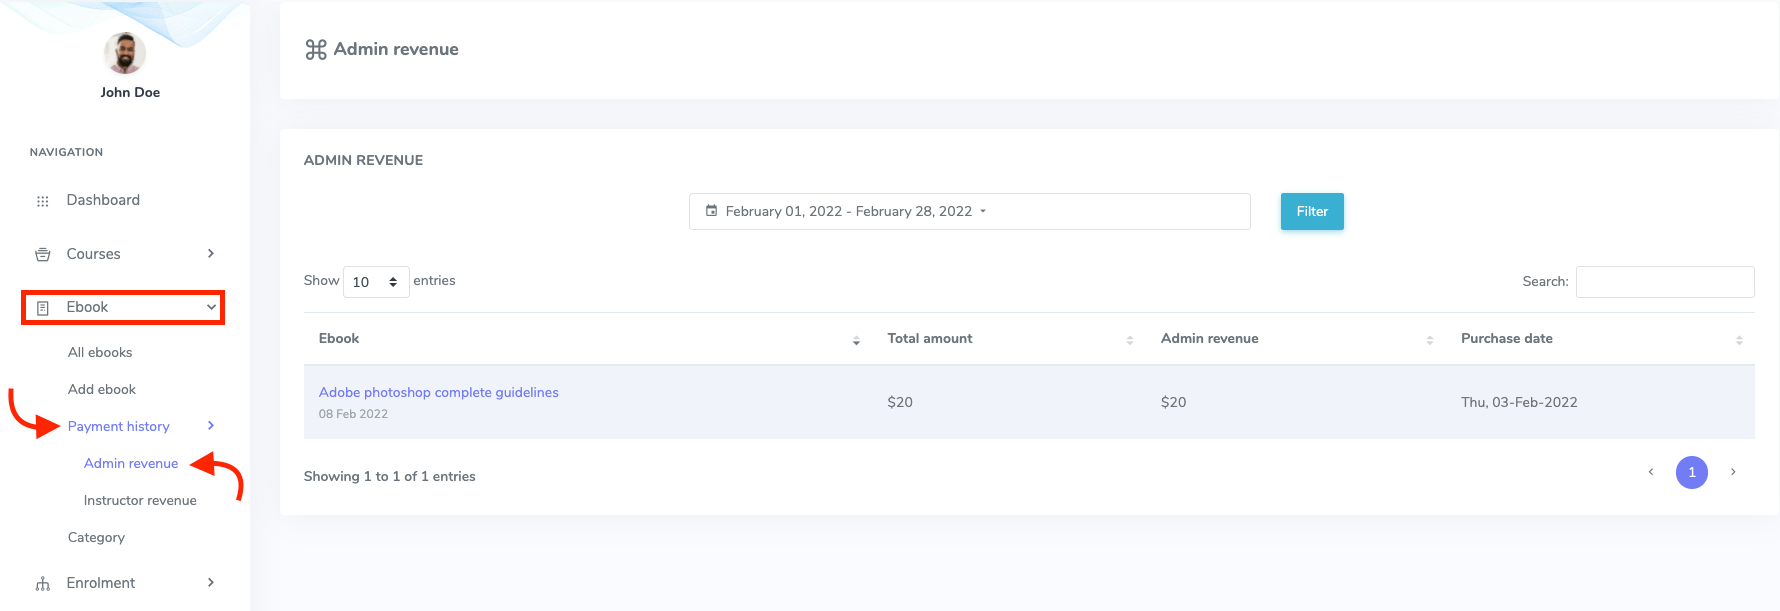 John Doe
NAVIGATION
Dashboard
Courses
Ebook
All ebooks
Add ebook
Payment history
Admin revenue
Instructor revenue
Category
Enrolment
Admin revenue
ADMIN REVENUE
February 01, 2022 - February 28, 2022
Filter
Show 10 entries
Search:
Ebook Total amount Admin revenue Purchase date
Adobe photoshop complete guidelines
08 Feb 2022
$20 $20 Thu, 03-Feb-2022
Showing 1 to 1 of 1 entries
1